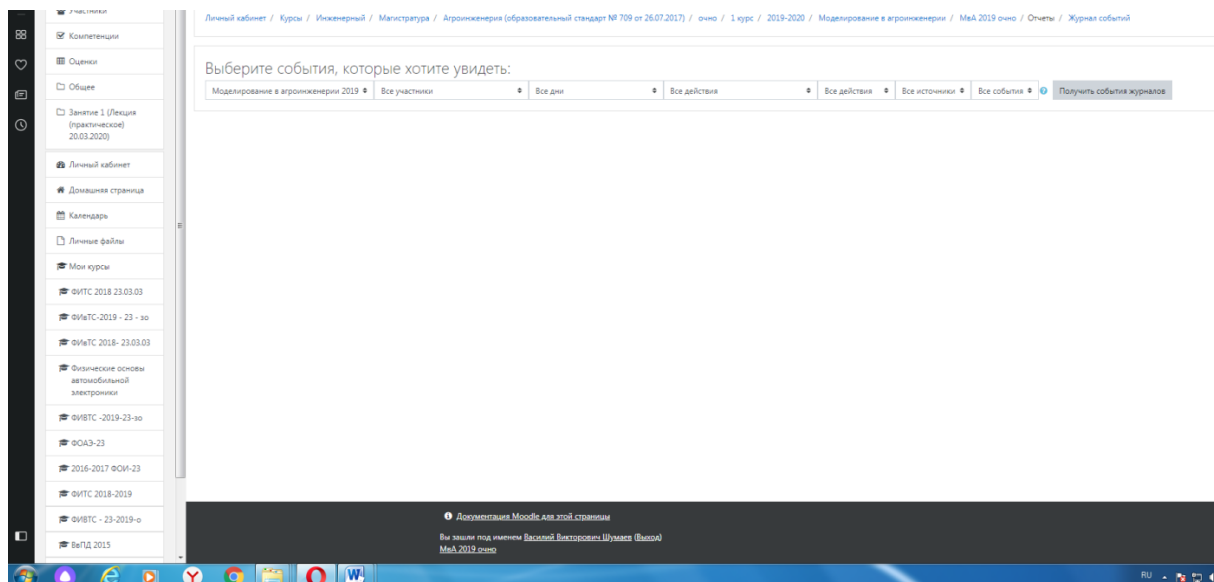 Участники
Личный кабинет / Курсы / Инженерный / Магистратура / Агроинженерия (образовательный стандарт № 709 от 26.07.2017) / очно / 1 курс / 2019-2020 / Моделирование в агроинженерии / МвА 2019 очно / Отчеты / Журнал событий
Компетенции
Оценки
Выберите события, которые хотите увидеть:
Общее
Моделирование в агроинженерии 2019 Все участники Все дни Все действия Все действия Все источники Все события Получить события журналов
Занятие 1 (Лекция
(практическое)
20.03.2020)
Личный кабинет
Домашняя страница
Календарь
Личные файлы
Мои курсы
ФИТС 2018 23.03.03
ФИвТС-2019 - 23 - зо
ФИвТС 2018- 23.03.03
Физические основы
автомобильной
электроники
ФИВТС -2019-23-зо
ФОАЭ-23
2016-2017 ФОИ-23
ФИТС 2018-2019
Документация Moodle для этой страницы
ФИВТС - 23-2019-о
Вы зашли под именем Василий Викторович Шумаев (Выход)
ВеПД 2015
МвА 2019 очно
RU